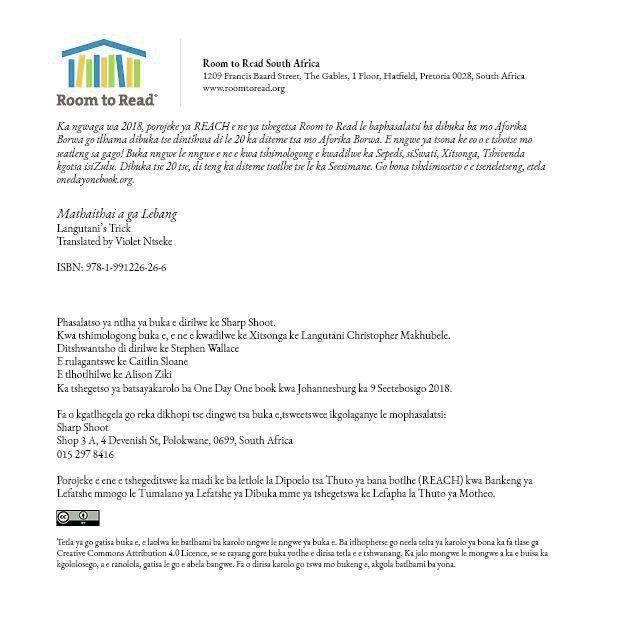 Room to Read®
Room to Read South Africa
1209 Francis Baard Street, The Gables, 1 Floor, Hatfield, Pretoria 0028, South Africa
www.roomtoread.org
Ka ngwaga wa 2018, porojeke ya REACH e ne ya tshegetsa Room to Read le baphasalatsi ba dibuka ba mo Aforika
Borwa go tlhama dibuka tse dintšhwa di le 20 ka diteme tsa mo Aforika Borwa. E nngwe ya tsona ke eo o e tshotse mo
seatleng sa gago! Buka nngwe le nngwe e ne e kwa tshimologong e kwadilwe ka Sepedi, siSwati, Xitsonga, Tshivenda
kgotsa isiZulu. Dibuka tse 20 tse, di teng ka diteme tsotlhe tse le ka Seesimane. Go bona tshdimosetso e e tseneletseng, etela
onedayonebook.org.
Mathaithai a ga Lebang
Langutani's Trick
Translated by Violet Ntseke
ISBN: 978-1-991226-26-6
Phasalatso ya ntlha ya buka e dirilwe ke Sharp Shoot.
Kwa tshimologong buka e, e ne e kwadilwe ke Xitsonga ke Langutani Christopher Makhubele.
Ditshwantsho di dirilwe ke Stephen Wallace
E rulagantswe ke Caitlin Sloane
E tlhotlhilwe ke Alison Ziki
Ka tshegetso ya batsayakarolo ba One Day One book kwa Johannesburg ka 9 Seetebosigo 2018.
Fa o kgatlhegela go reka dikhopi tse dingwe tsa buka e,tsweetswee ikgolaganye le mophasalatsi:
Sharp Shoot
Shop 3 A, 4 Devenish St, Polokwane, 0699, South Africa
015 297 8416
Porojeke e ene e tshegeditswe ka madi ke ba letlole la Dipoelo tsa Thuto ya bana botlhe (REACH) kwa Bankeng ya
Lefatshe mmogo le Tumalano ya Lefatshe ya Dibuka mme ya tshegetswa ke Lefapha la Thuto ya Motheo.
cc BY
Tetla ya go gatisa buka e, e laolwa ke batlhami ba karolo nngwe le nngwe ya buka e. Ba itlhophetse go neela telta ya karolo ya bona ka fa tlase ga
Creative Commons Attribution 4.0 Licence, se se rayang gore buka yotlhe e dirisa tetla e e tshwanang. Ka jalo mongwe le mongwe a ka e buisa ka
kgololosego, a e ranolola, gatisa le go e abela bangwe. Fa o dirisa karolo go tswa mo bukeng e, akgola batlhami ba yona.